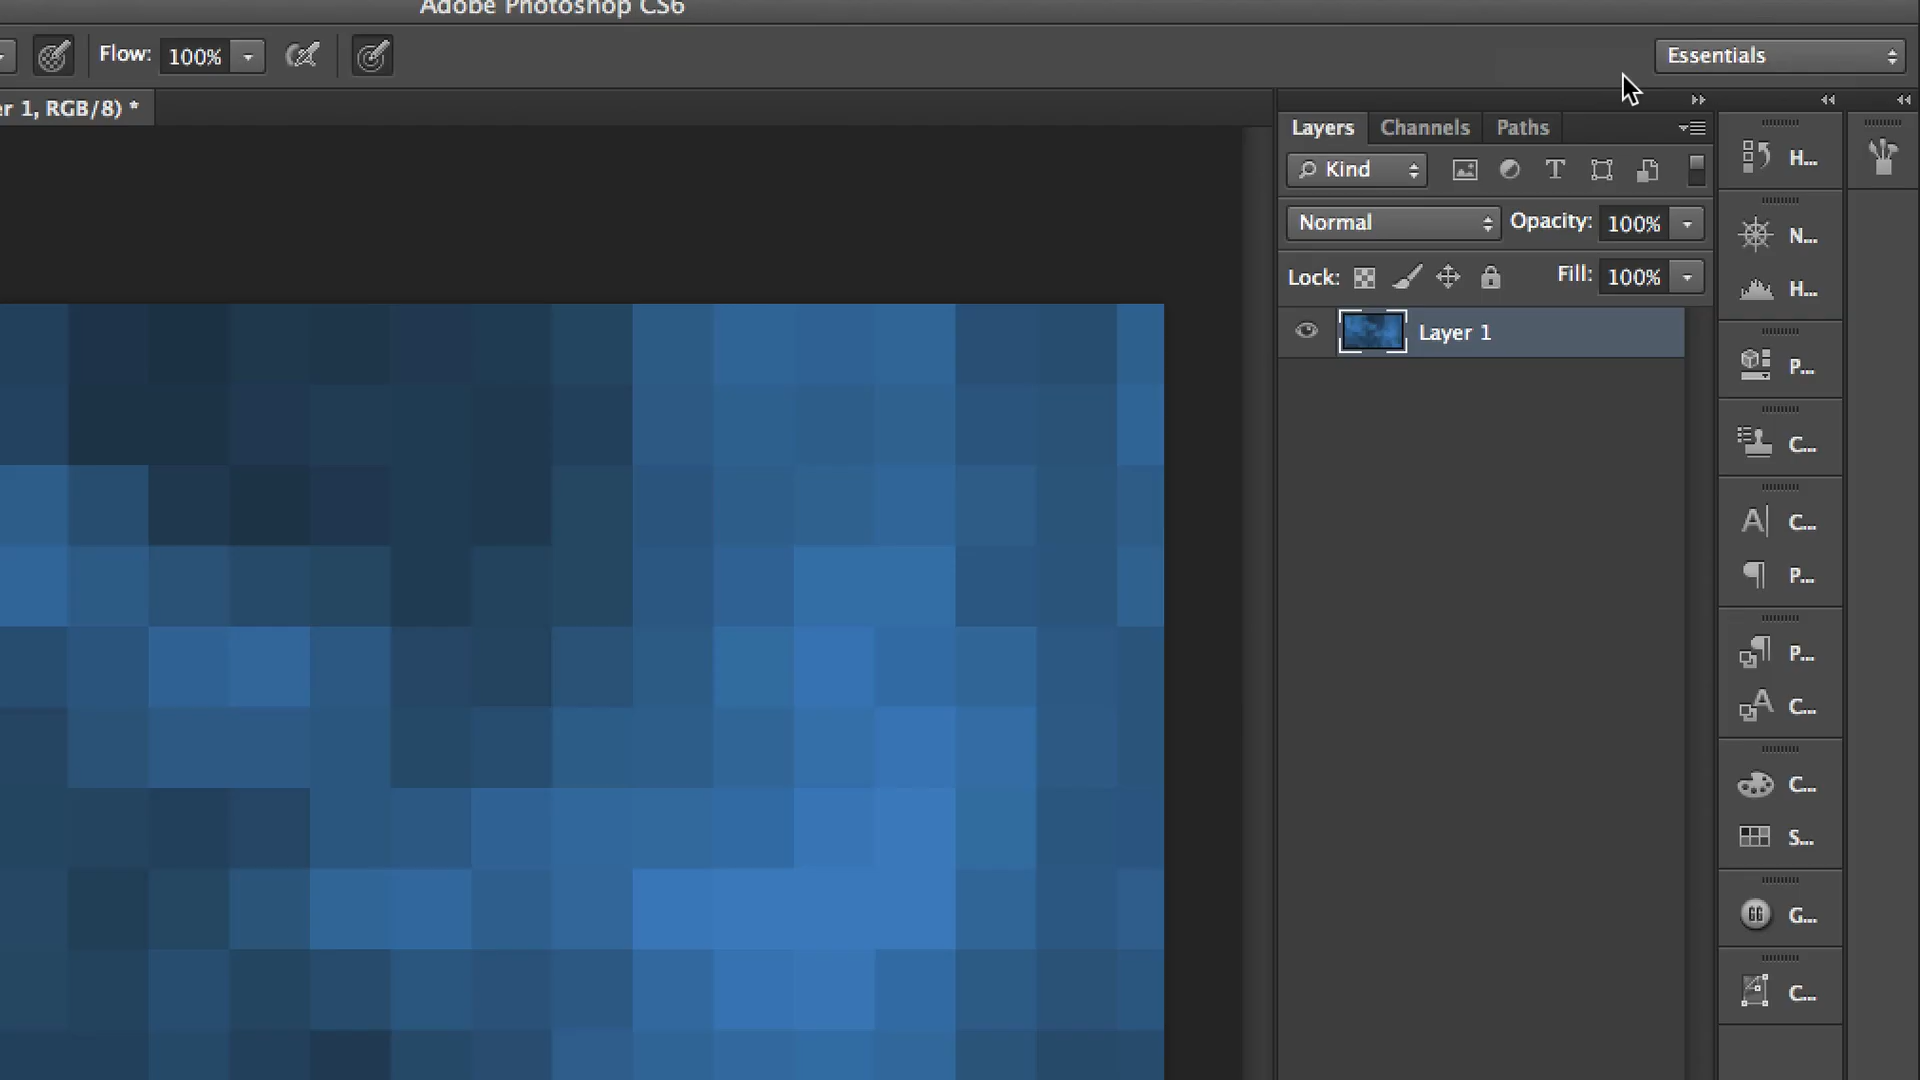 Adobe Photoshop CS6
Flow: 100%
Essentials
er 1, RGB/8) *
Layers Channels Paths
Kind
Normal Opacity: 100%
Lock: Fill: 100%
Layer 1
H...
N...
H...
P...
C...
C...
P...
P...
C...
C...
S...
G...
C...